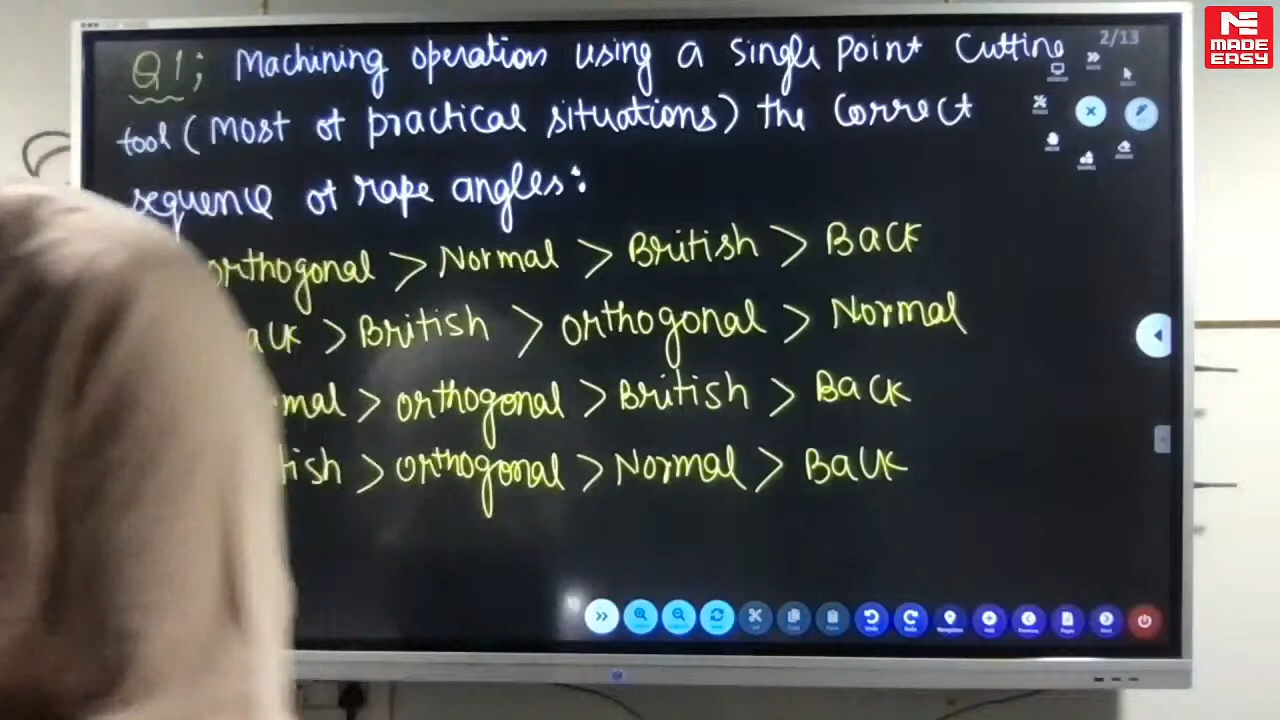 Q1; Machining operation using a single point cutting
tool (most of practical situations) the correct
sequence of rape angles:
orthogonal > Normal > British > Back
> British > orthogonal > Normal
> orthogonal > British > Back
> orthogonal > Normal > Back
2/13
MADE
EASY